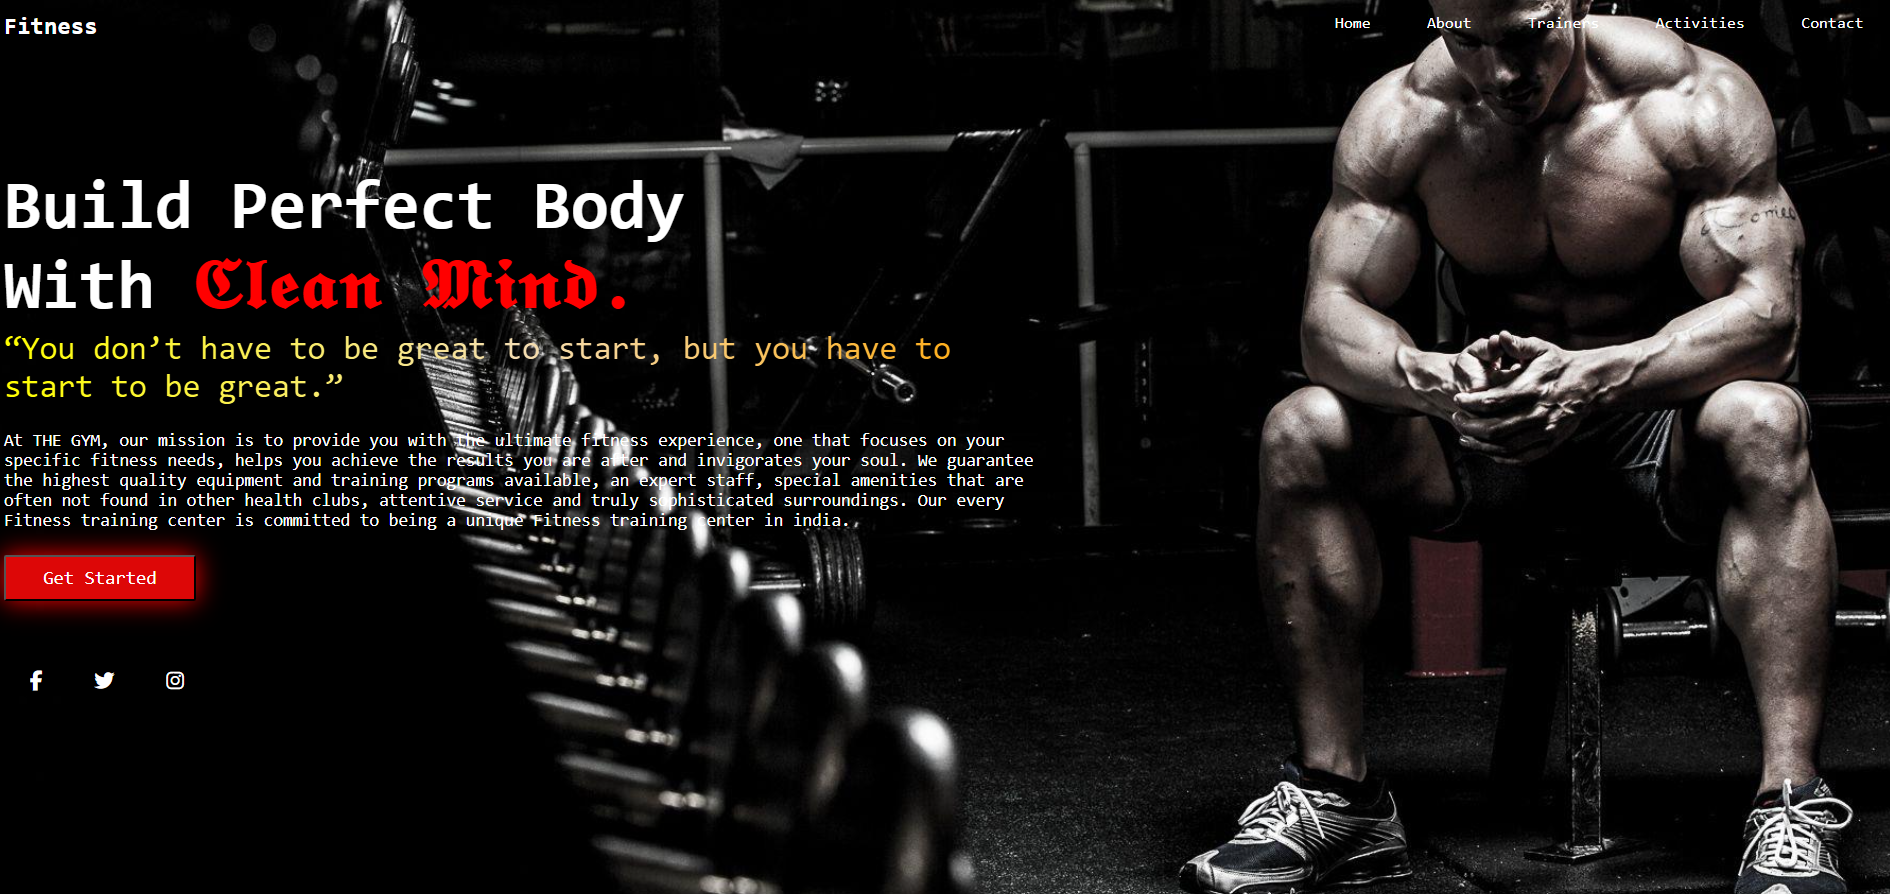 Fitness
Home About Trainers Activities Contact
Build Perfect Body
With Clean Mind.
“You don’t have to be great to start, but you have to
start to be great.”
At THE GYM, our mission is to provide you with the ultimate fitness experience, one that focuses on your
specific fitness needs, helps you achieve the results you are after and invigorates your soul. We guarantee
the highest quality equipment and training programs available, an expert staff, special amenities that are
often not found in other health clubs, attentive service and truly sophisticated surroundings. Our every
Fitness training center is committed to being a unique Fitness training center in india.
Get Started